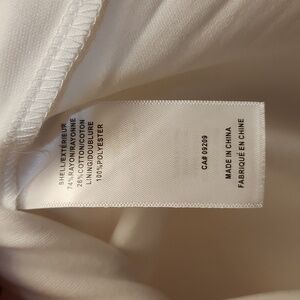 SHELL/EXTÉRIEUR
74%RAYON/RAYONNE
26%COTTON/COTON
LINING/DOUBLURE
100%POLYESTER
CA# 09209
MADE IN CHINA
FABRIQUÉ EN CHINE